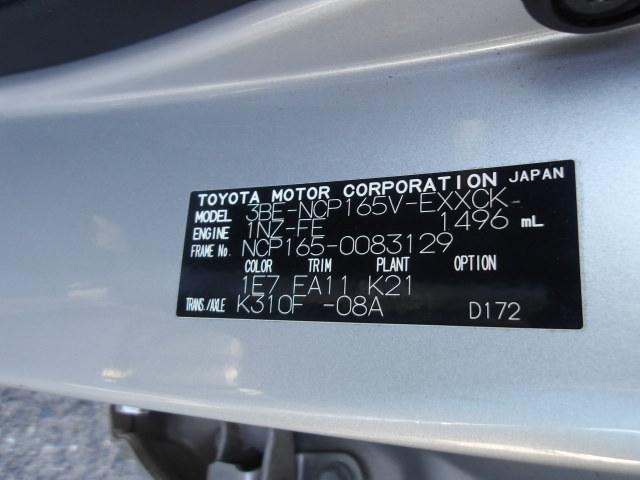 TOYOTA MOTOR CORPORATION JAPAN
MODEL 3BE-NCP165V-EXXCK-
ENGINE 1NZ-FE 1496 mL
FRAME No. NCP165-0083129
COLOR TRIM PLANT OPTION
1E7 FA11 K21
TRANS./AXLE K310F -08A D172